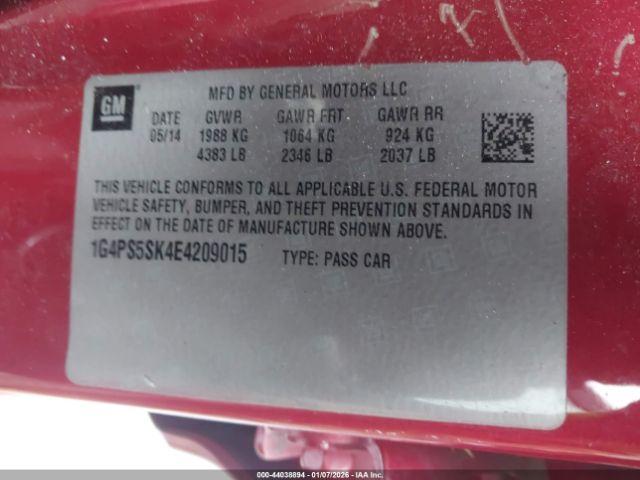 GM
MFD BY GENERAL MOTORS LLC
DATE GVWR GAWR FRT GAWR RR
05/14 1988 KG 1064 KG 924 KG
4383 LB 2346 LB 2037 LB
THIS VEHICLE CONFORMS TO ALL APPLICABLE U.S. FEDERAL MOTOR
VEHICLE SAFETY, BUMPER, AND THEFT PREVENTION STANDARDS IN
EFFECT ON THE DATE OF MANUFACTURE SHOWN ABOVE.
1G4PS5SK4E4209015 TYPE: PASS CAR
000-44038894 - 01/07/2026 - IAA Inc.